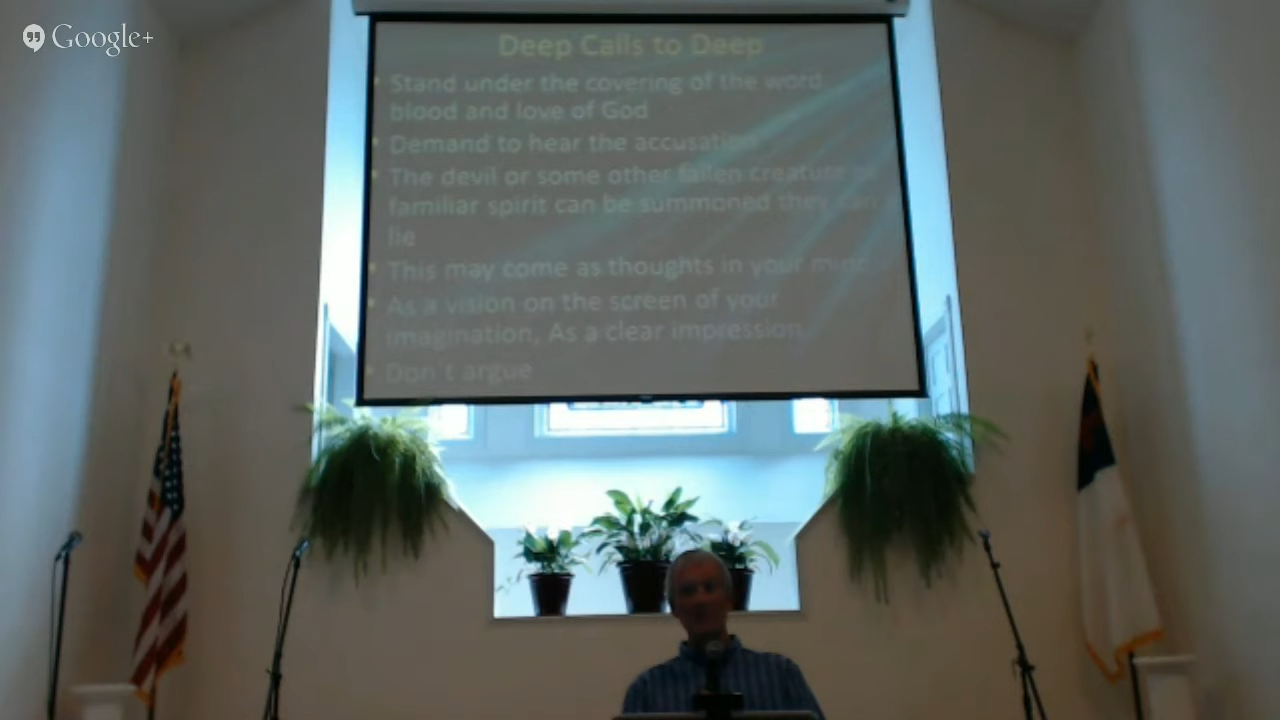 Google+
Deep Calls to Deep
Stand under the covering of the word
blood and love of God
Demand to hear the accusation
The devil or some other fallen creature
familiar spirit can be summoned they can
lie
This may come as thoughts in your mind
As a vision on the screen of your
imagination, As a clear impression
Don't argue